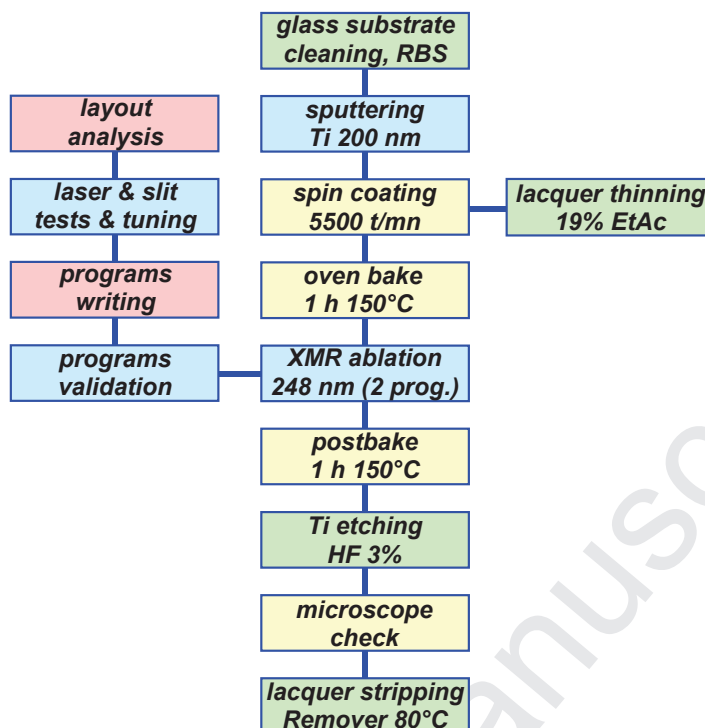 glass substrate
cleaning, RBS
layout
analysis
sputtering
Ti 200 nm
laser & slit
tests & tuning
spin coating
5500 t/mn
lacquer thinning
19% EtAc
programs
writing
oven bake
1 h 150°C
programs
validation
XMR ablation
248 nm (2 prog.)
postbake
1 h 150°C
Ti etching
HF 3%
microscope
check
lacquer stripping
Remover 80°C